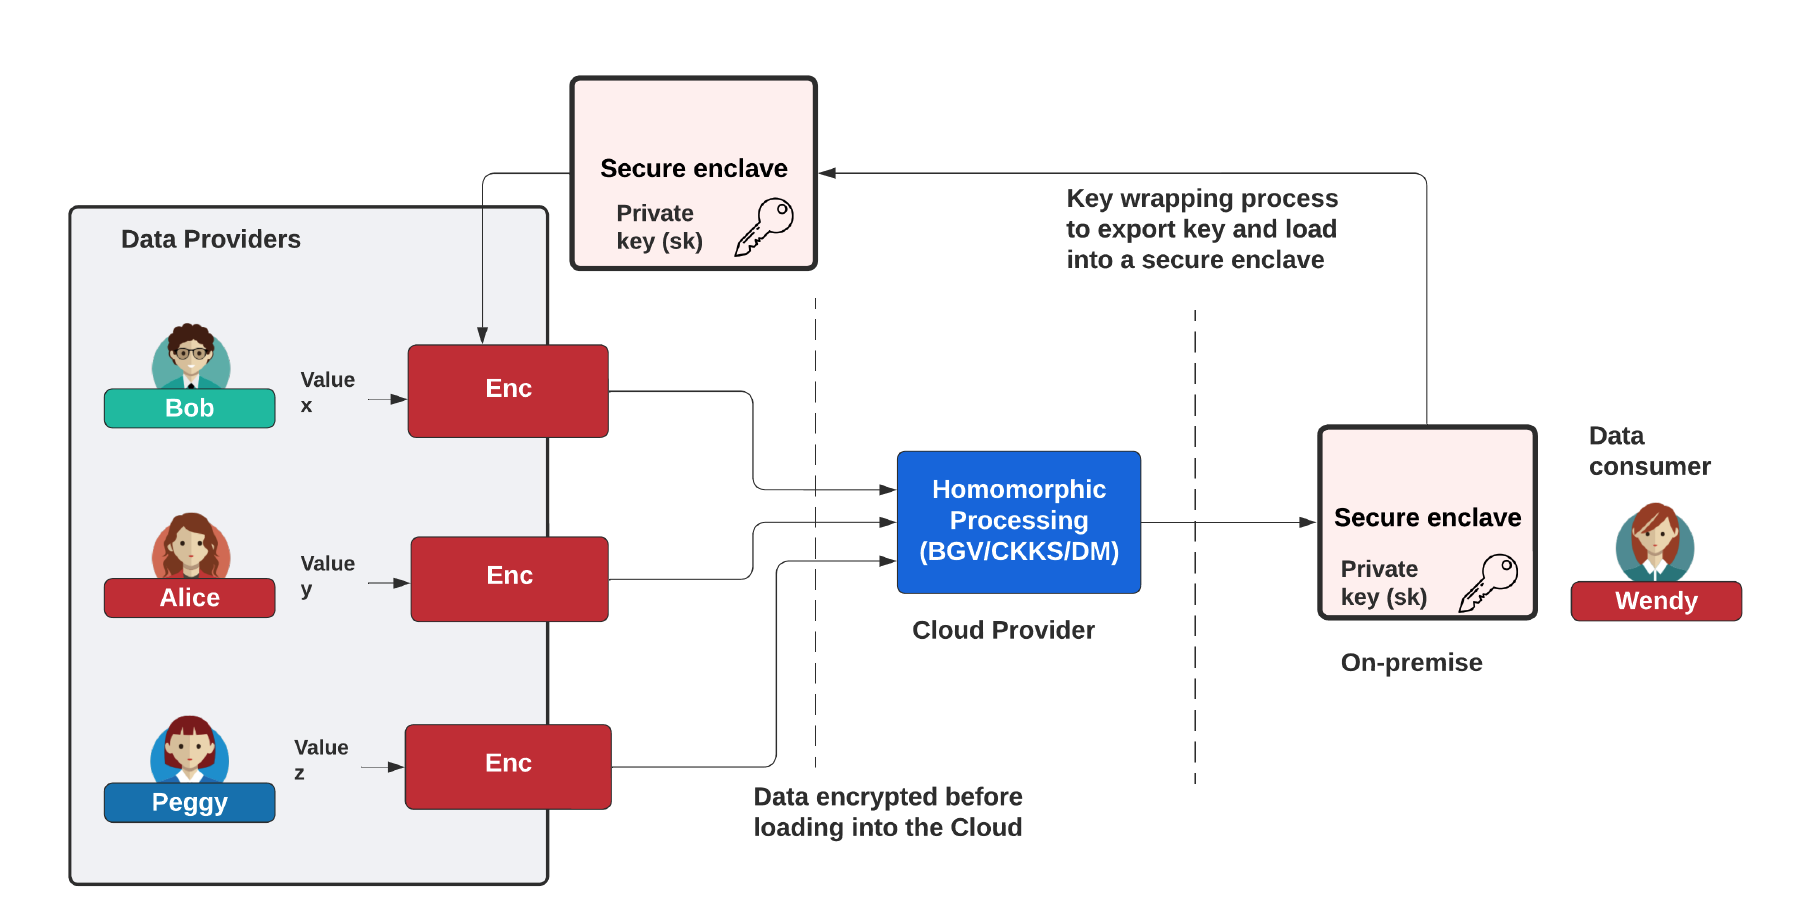 Secure enclave
Private
key (sk)
Key wrapping process
to export key and load
into a secure enclave
Data Providers
Bob
Value
x
Enc
Alice
Value
y
Enc
Peggy
Value
z
Enc
Homomorphic
Processing
(BGV/CKKS/DM)
Cloud Provider
Data encrypted before
loading into the Cloud
Secure enclave
Private
key (sk)
On-premise
Data
consumer
Wendy